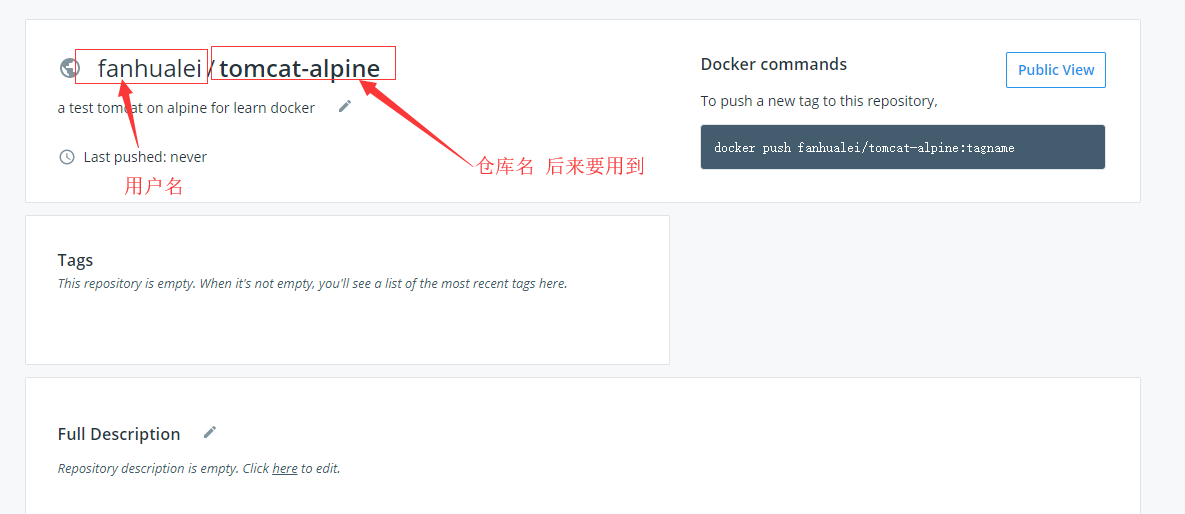 fanhualei / tomcat-alpine
a test tomcat on alpine for learn docker
Last pushed: never
用户名
仓库名 后来要用到
Docker commands
Public View
To push a new tag to this repository,
docker push fanhualei/tomcat-alpine:tagname
Tags
This repository is empty. When it's not empty, you'll see a list of the most recent tags here.
Full Description
Repository description is empty. Click here to edit.